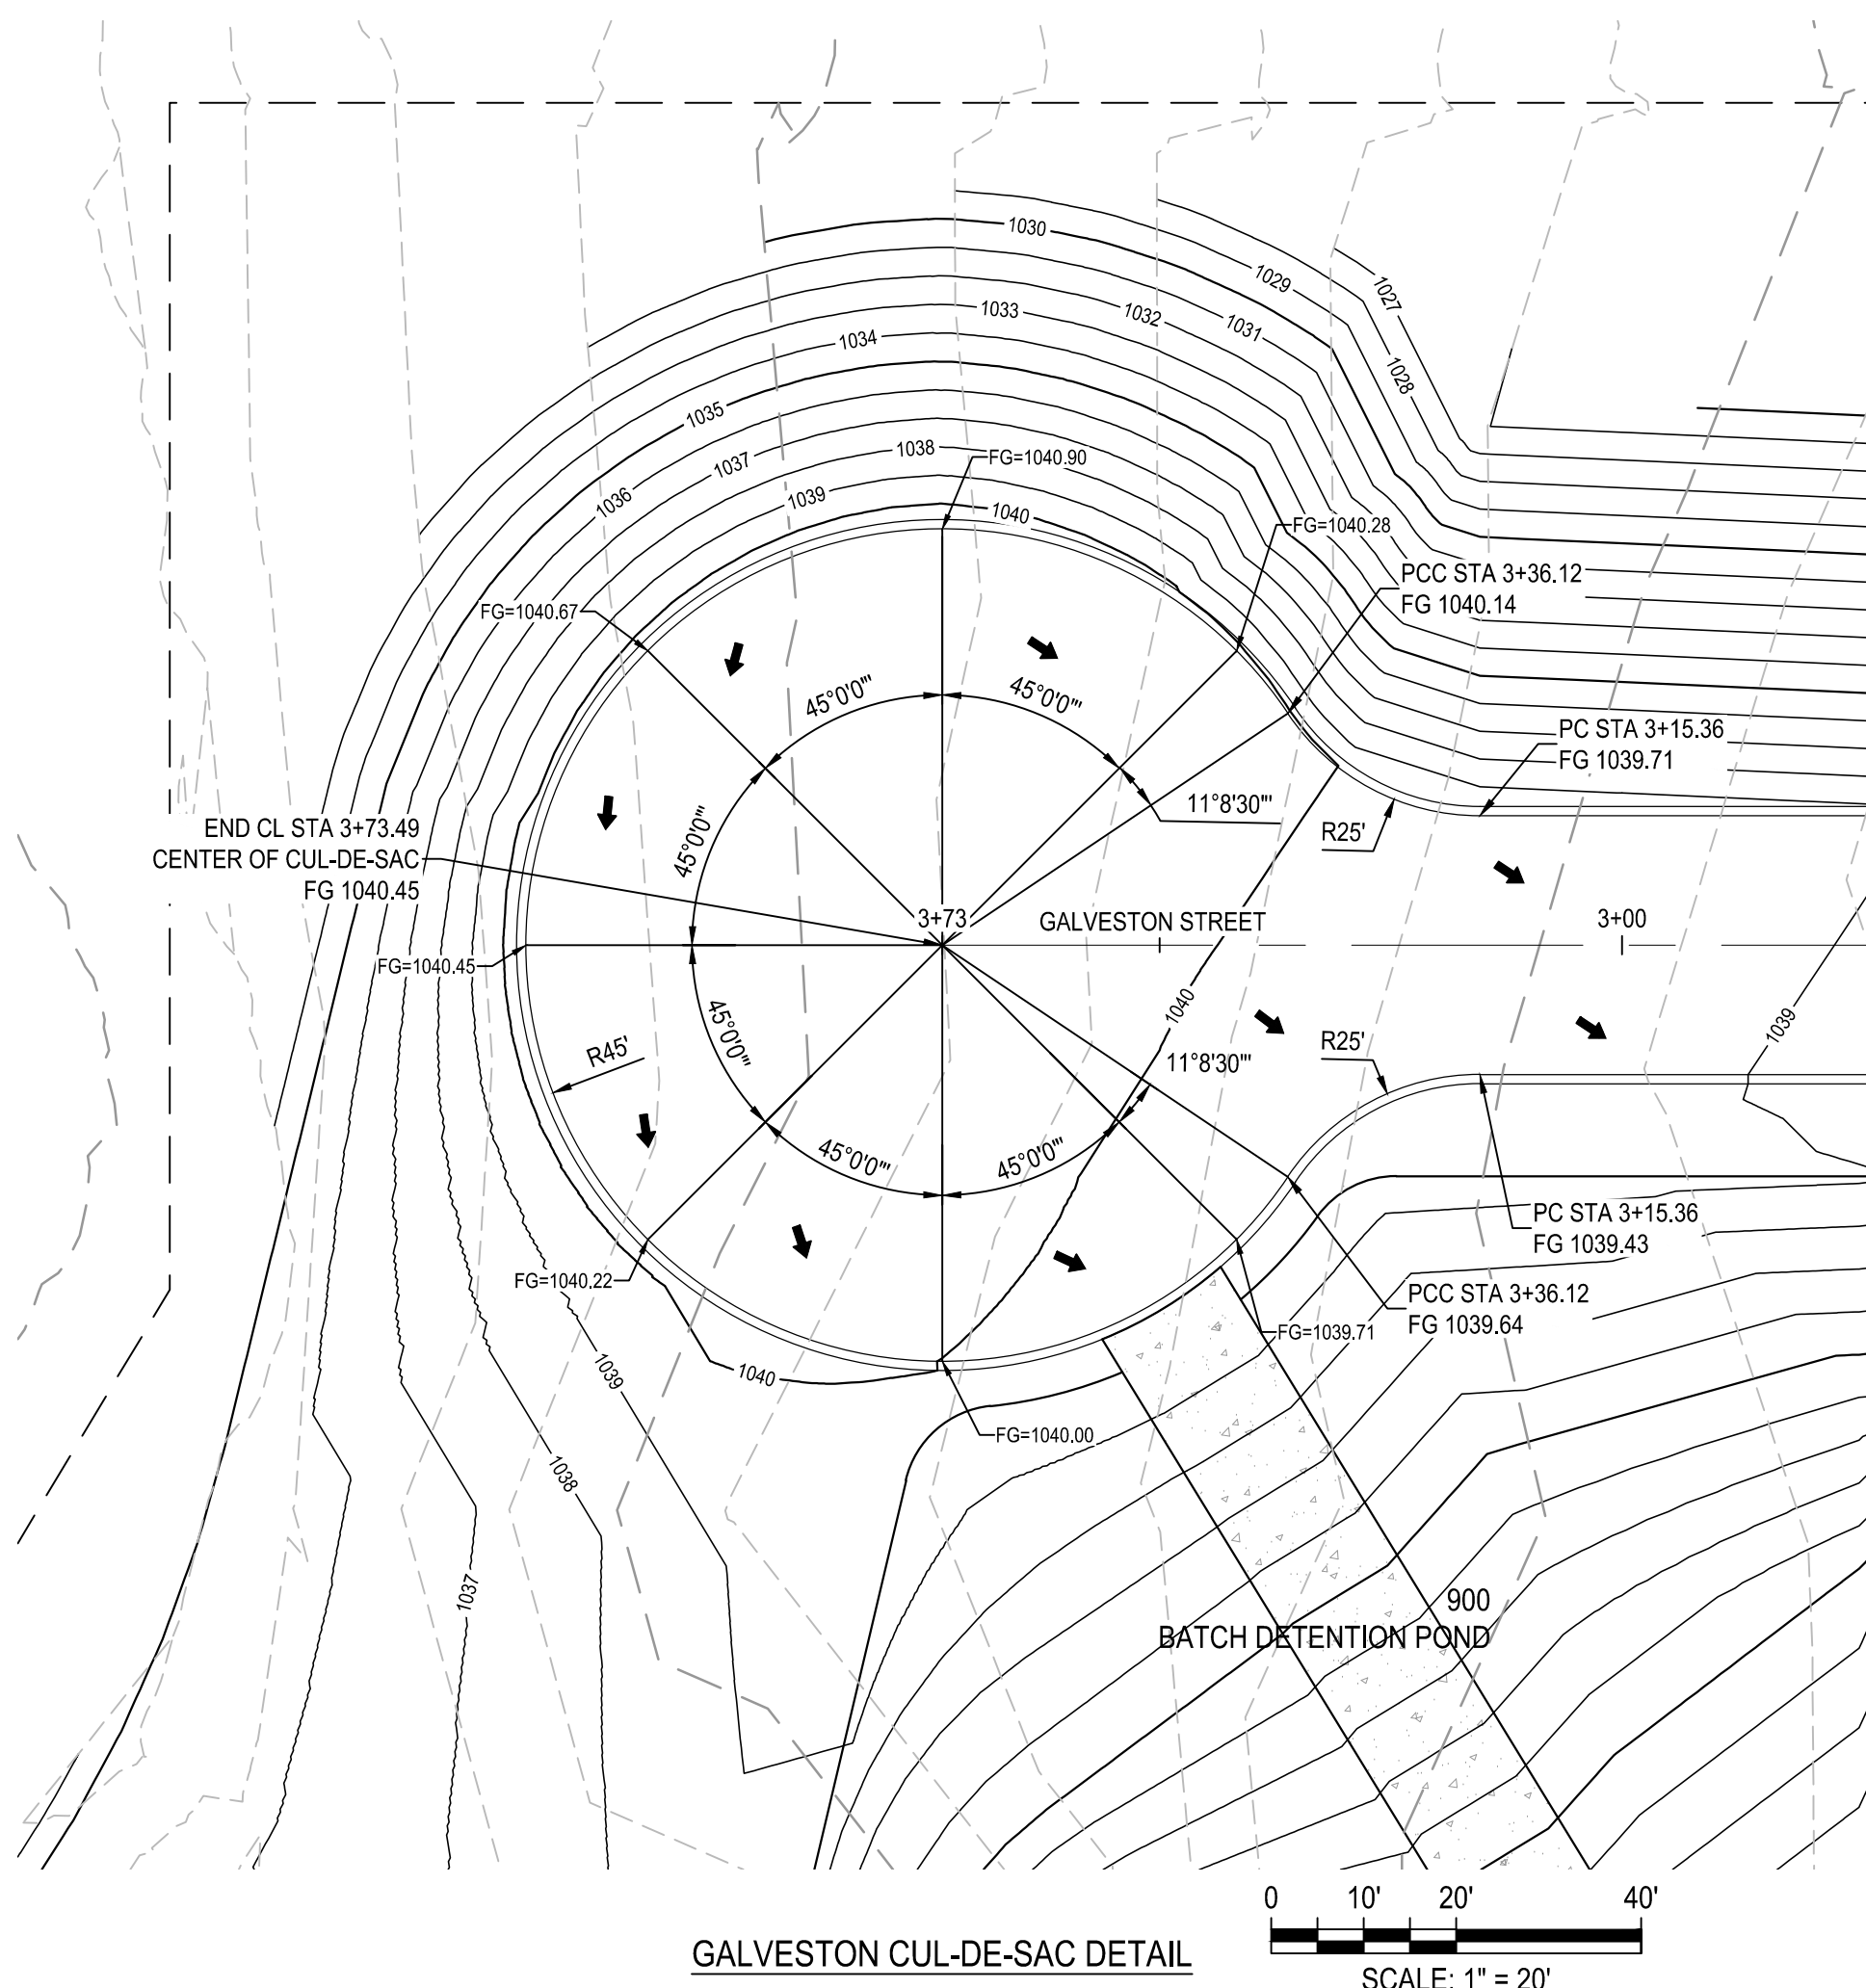 1030
1029
1027
1033
1032
1031
1034
1028
1035
1038
FG=1040.90
1037
1036
1039
1040
FG=1040.28
PCC STA 3+36.12
FG 1040.14
FG=1040.67
45°0'0"'
45°0'0"'
PC STA 3+15.36
FG 1039.71
11°8'30"'
R25'
END CL STA 3+73.49
CENTER OF CUL-DE-SAC
FG 1040.45
45°0'0"'
3+73
GALVESTON STREET
3+00
FG=1040.45
1040
1039
45°0'0"'
R45'
R25'
11°8'30"'
45°0'0"'
45°0'0"'
PC STA 3+15.36
FG 1039.43
FG=1040.22
PCC STA 3+36.12
FG 1039.64
FG=1039.71
1039
1040
FG=1040.00
1038
1037
900
BATCH DETENTION POND
0 10' 20' 40'
GALVESTON CUL-DE-SAC DETAIL
SCALE: 1" = 20'